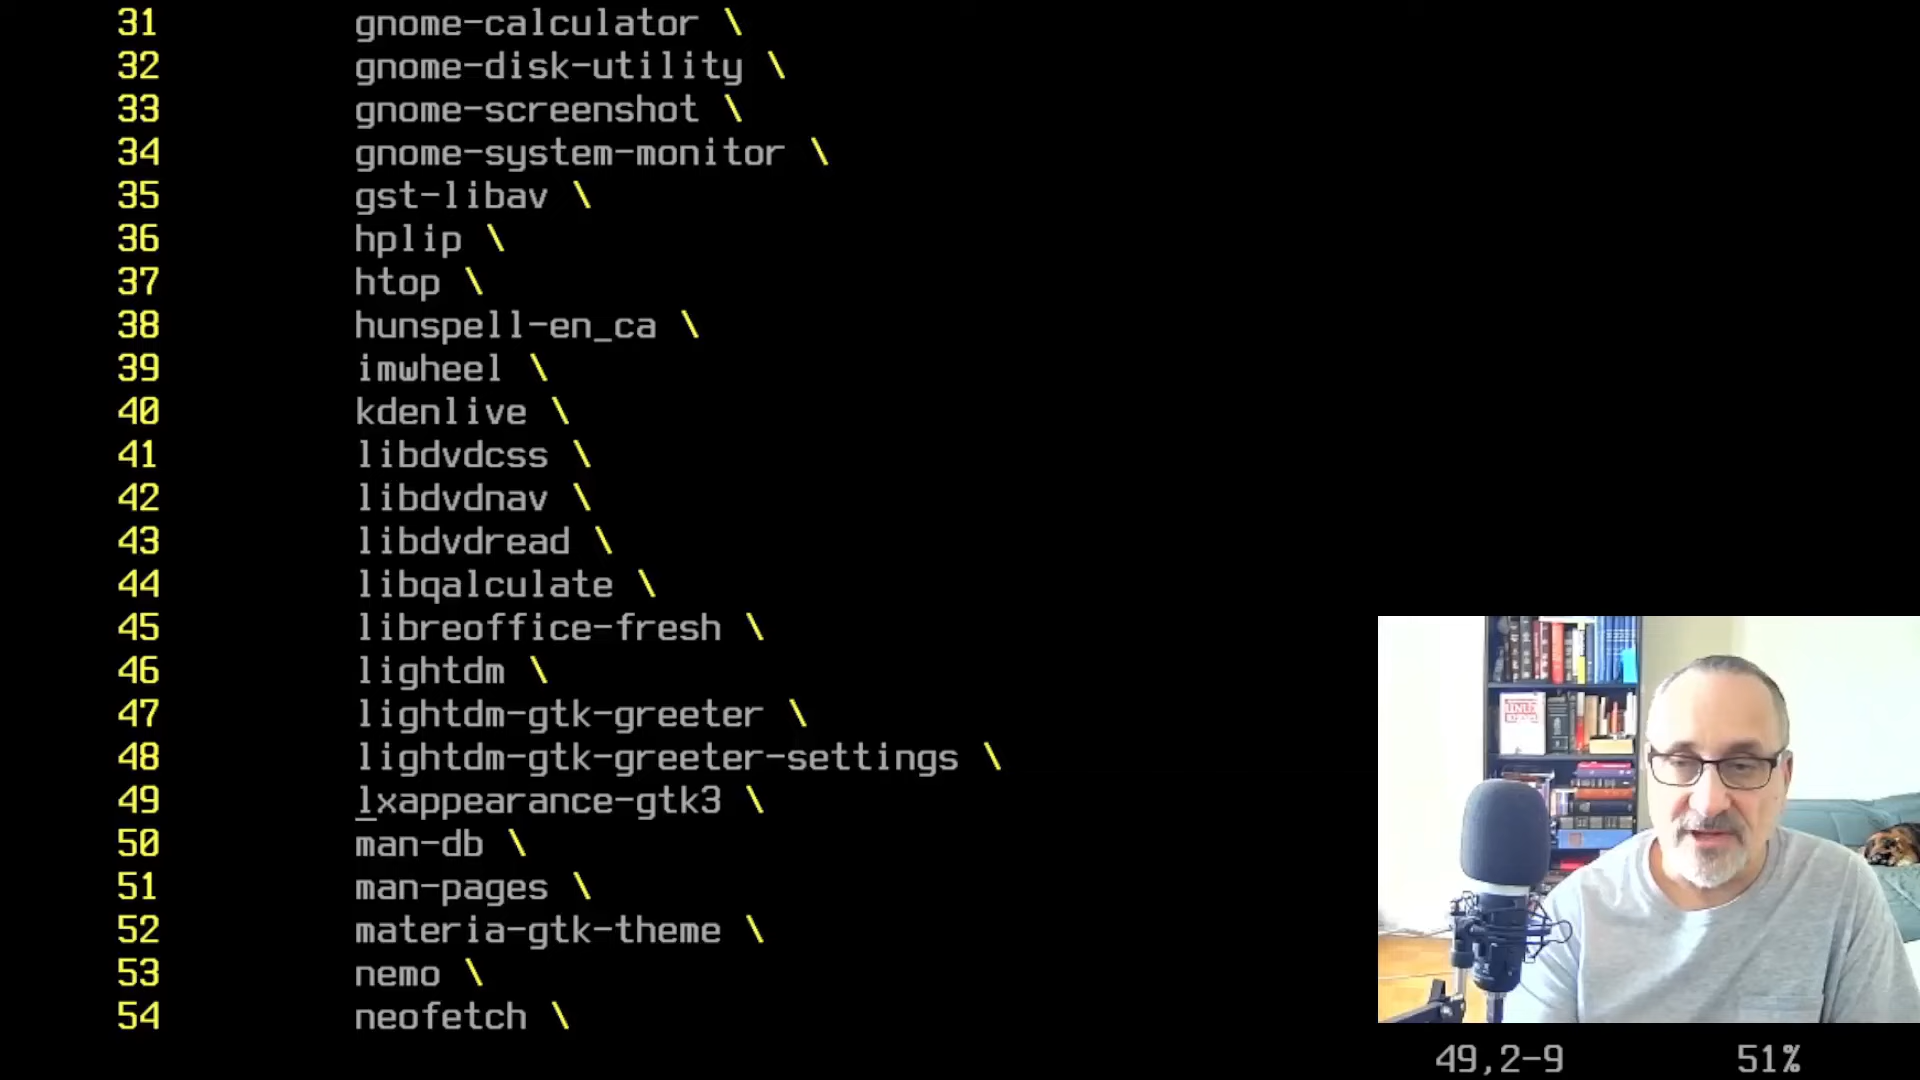 31 gnome-calculator \
32 gnome-disk-utility \
33 gnome-screenshot \
34 gnome-system-monitor \
35 gst-libav \
36 hplip \
37 htop \
38 hunspell-en_ca \
39 imwheel \
40 kdenlive \
41 libdvdcss \
42 libdvdnav \
43 libdvdread \
44 libqalculate \
45 libreoffice-fresh \
46 lightdm \
47 lightdm-gtk-greeter \
48 lightdm-gtk-greeter-settings \
49 lxappearance-gtk3 \
50 man-db \
51 man-pages \
52 materia-gtk-theme \
53 nemo \
54 neofetch \
LINUX
49,2-9 51%